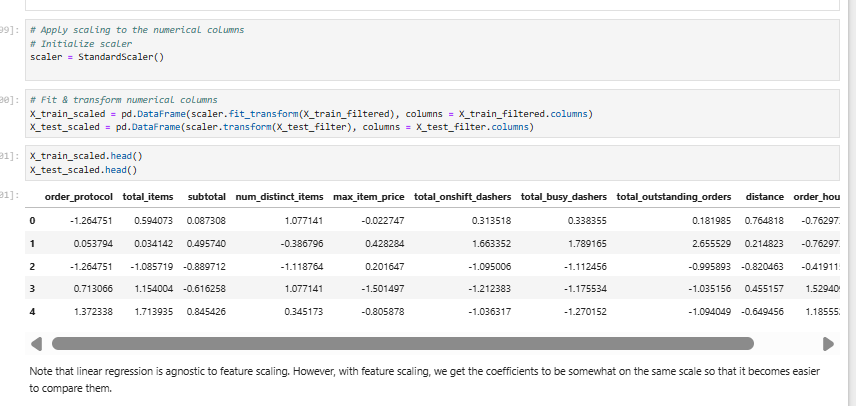 99]:
# Apply scaling to the numerical columns
# Initialize scaler
scaler = StandardScaler()
00]:
# Fit & transform numerical columns
X_train_scaled = pd.DataFrame(scaler.fit_transform(X_train_filtered), columns = X_train_filtered.columns)
X_test_scaled = pd.DataFrame(scaler.transform(X_test_filter), columns = X_test_filter.columns)
01]:
X_train_scaled.head()
X_test_scaled.head()
01]:
order_protocol total_items subtotal num_distinct_items max_item_price total_onshift_dashers total_busy_dashers total_outstanding_orders distance order_hou
0 -1.264751 0.594073 0.087308 1.077141 -0.022747 0.313518 0.338355 0.181985 0.764818 -0.76297
1 0.053794 0.034142 0.495740 -0.386796 0.428284 1.663352 1.789165 2.655529 0.214823 -0.76297
2 -1.264751 -1.085719 -0.889712 -1.118764 0.201647 -1.095006 -1.112456 -0.995893 -0.820463 -0.41911
3 0.713066 1.154004 -0.616258 1.077141 -1.501497 -1.212383 -1.175534 -1.035156 0.455157 1.52940
4 1.372338 1.713935 0.845426 0.345173 -0.805878 -1.036317 -1.270152 -1.094049 -0.649456 1.18555
Note that linear regression is agnostic to feature scaling. However, with feature scaling, we get the coefficients to be somewhat on the same scale so that it becomes easier
to compare them.